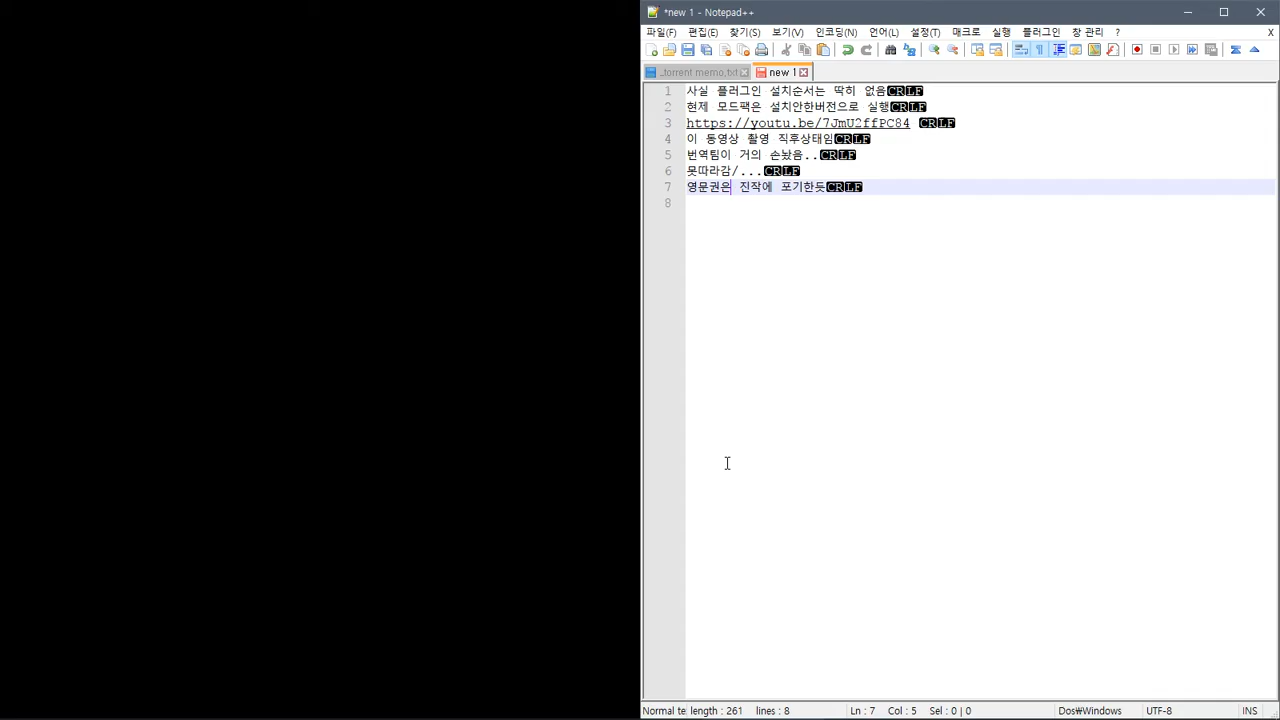 *new 1 - Notepad++
파일(F) 편집(E) 찾기(S) 보기(V) 인코딩(N) 언어(L) 설정(T) 매크로 실행 플러그인 창 관리 ? X
_torrent memo,txt new 1
1 사실 플러그인 설치순서는 딱히 없음CRLF
2 현제 모드팩은 설치안한버전으로 실행CRLF
3 https://youtu.be/7JmU2ffPC84 CRLF
4 이 동영상 촬영 직후상태임CRLF
5 번역팀이 거의 손놨음..CRLF
6 못따라감/...CRLF
7 영문권은 진작에 포기한듯CRLF
8
Normal te length : 261 lines : 8 Ln : 7 Col : 5 Sel : 0 | 0 Dos₩Windows UTF-8 INS